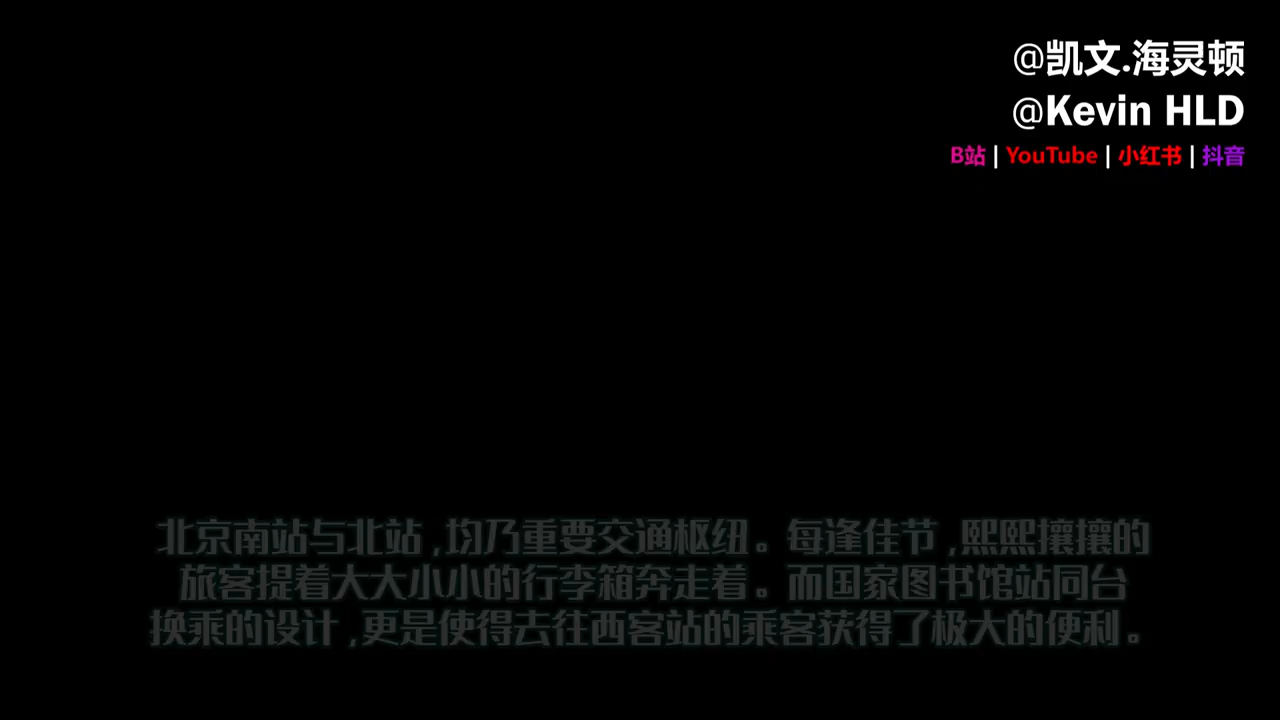 @凯文.海灵顿
@Kevin HLD
B站 | YouTube | 小红书 | 抖音
北京南站与北站,均乃重要交通枢纽。每逢佳节,熙熙攘攘的
旅客提着大大小小的行李箱奔走着。而国家图书馆站同台
换乘的设计,更是使得去往西客站的乘客获得了极大的便利。